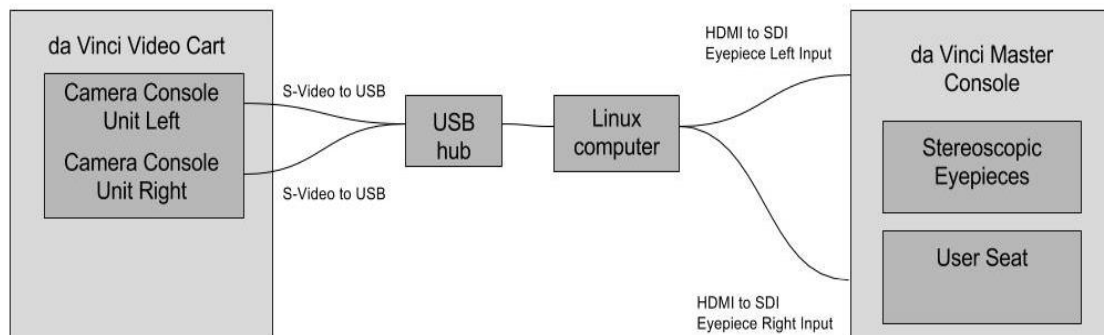 da Vinci Video Cart
Camera Console
Unit Left
Camera Console
Unit Right
S-Video to USB
S-Video to USB
USB
hub
Linux
computer
HDMI to SDI
Eyepiece Left Input
HDMI to SDI
Eyepiece Right Input
da Vinci Master
Console
Stereoscopic
Eyepieces
User Seat